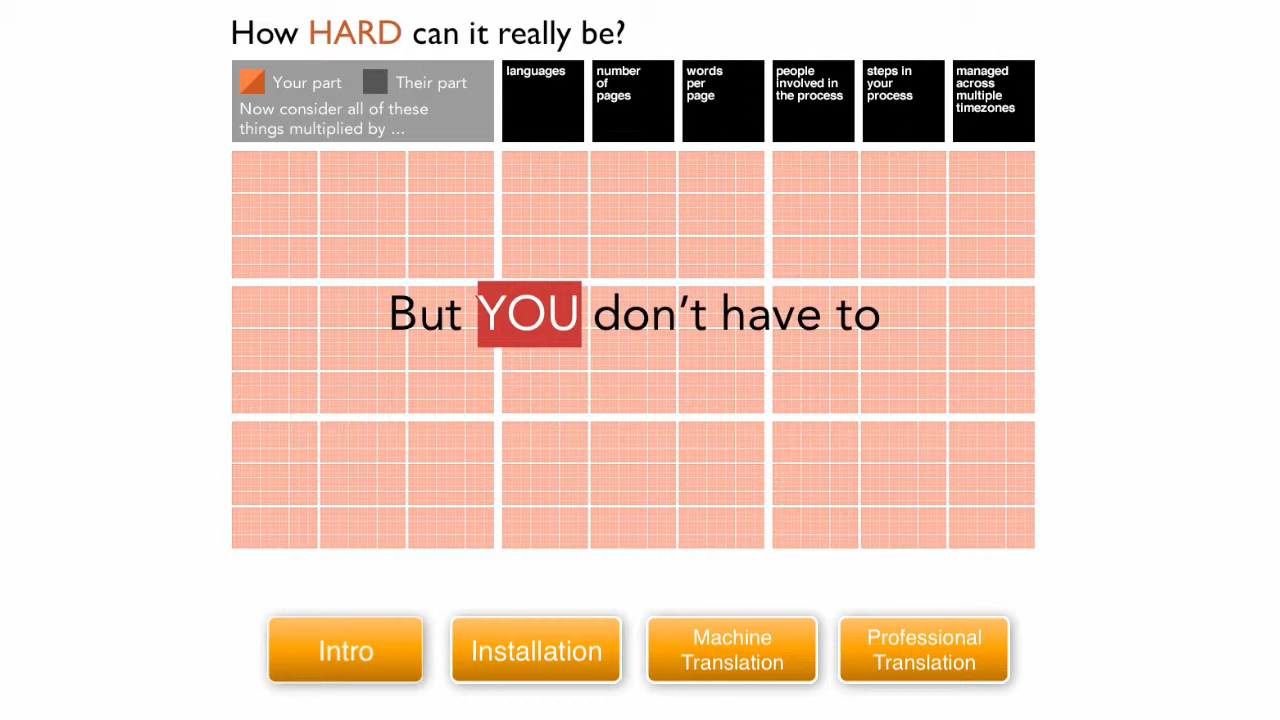 How HARD can it really be?
Your part
Their part
Now consider all of these
things multiplied by ...
languages
number
of
pages
words
per
page
people
involved in
the process
steps in
your
process
managed
across
multiple
timezones
But YOU don't have to
Intro
Installation
Machine
Translation
Professional
Translation